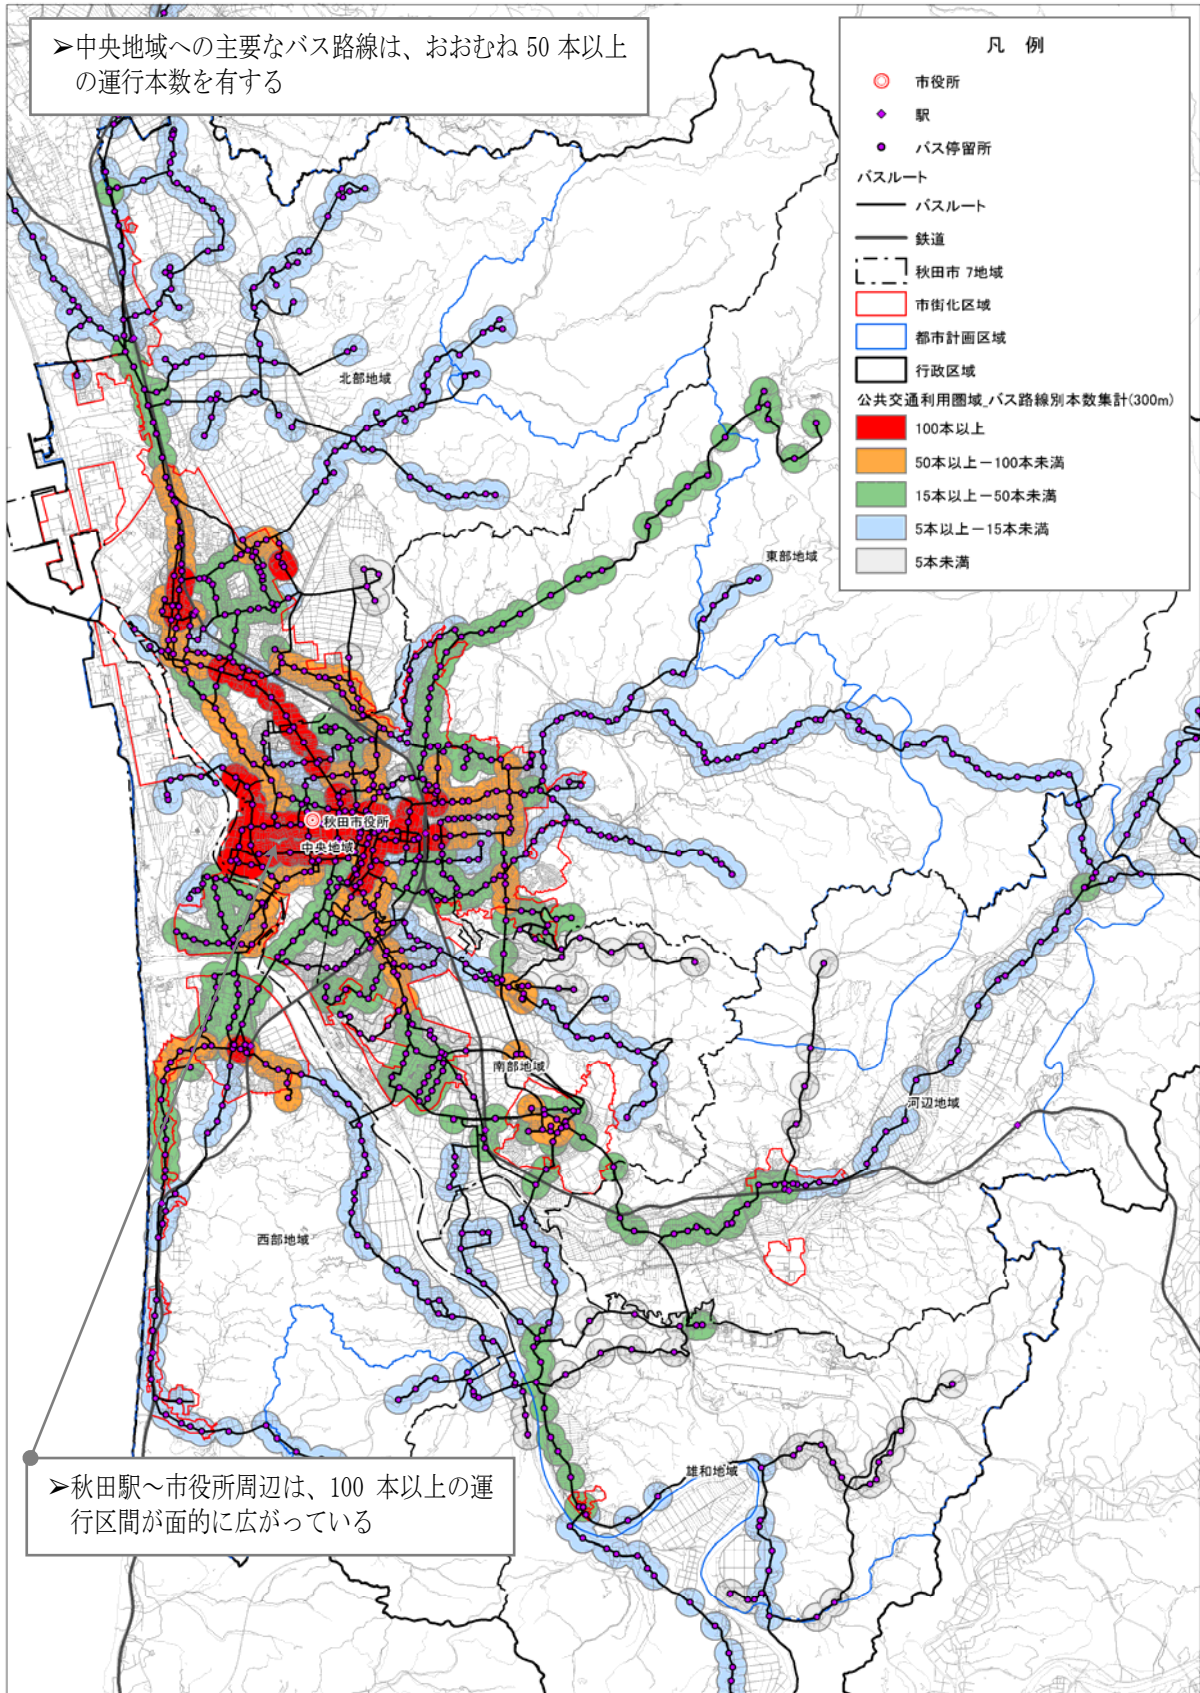 ➢中央地域への主要なバス路線は、おおむね 50 本以上
の運行本数を有する
凡 例
市役所
駅
バス停留所
バスルート
バスルート
鉄道
秋田市 7地域
市街化区域
都市計画区域
行政区域
公共交通利用圏域_バス路線別本数集計(300m)
100本以上
50本以上－100本未満
15本以上－50本未満
5本以上－15本未満
5本未満
北部地域
東部地域
秋田市役所
中央地域
南部地域
河辺地域
西部地域
雄和地域
➢秋田駅～市役所周辺は、100 本以上の運
行区間が面的に広がっている